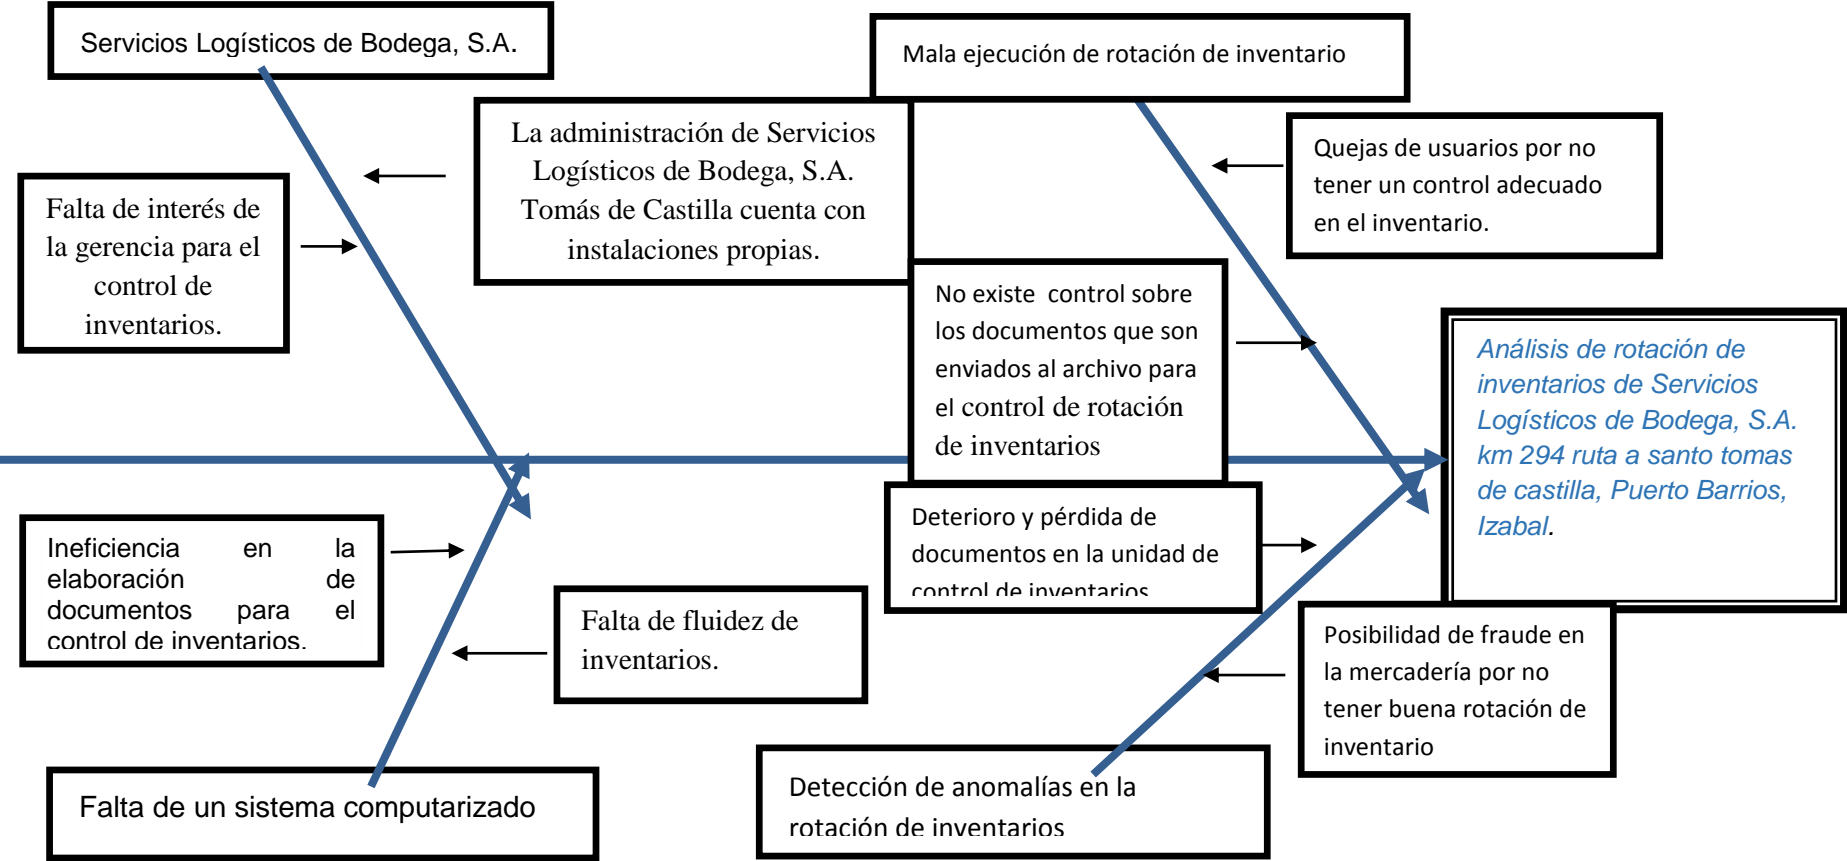 Servicios Logísticos de Bodega, S.A.
Mala ejecución de rotación de inventario
La administración de Servicios
Logísticos de Bodega, S.A.
Tomás de Castilla cuenta con
instalaciones propias.
Quejas de usuarios por no
tener un control adecuado
en el inventario.
Falta de interés de
la gerencia para el
control de
inventarios.
No existe control sobre
los documentos que son
enviados al archivo para
el control de rotación
de inventarios
Análisis de rotación de
inventarios de Servicios
Logísticos de Bodega, S.A.
km 294 ruta a santo tomas
de castilla, Puerto Barrios,
Izabal.
Ineficiencia en la
elaboración de
documentos para el
control de inventarios.
Deterioro y pérdida de
documentos en la unidad de
control de inventarios
Falta de fluidez de
inventarios.
Posibilidad de fraude en
la mercadería por no
tener buena rotación de
inventario
Falta de un sistema computarizado
Detección de anomalías en la
rotación de inventarios